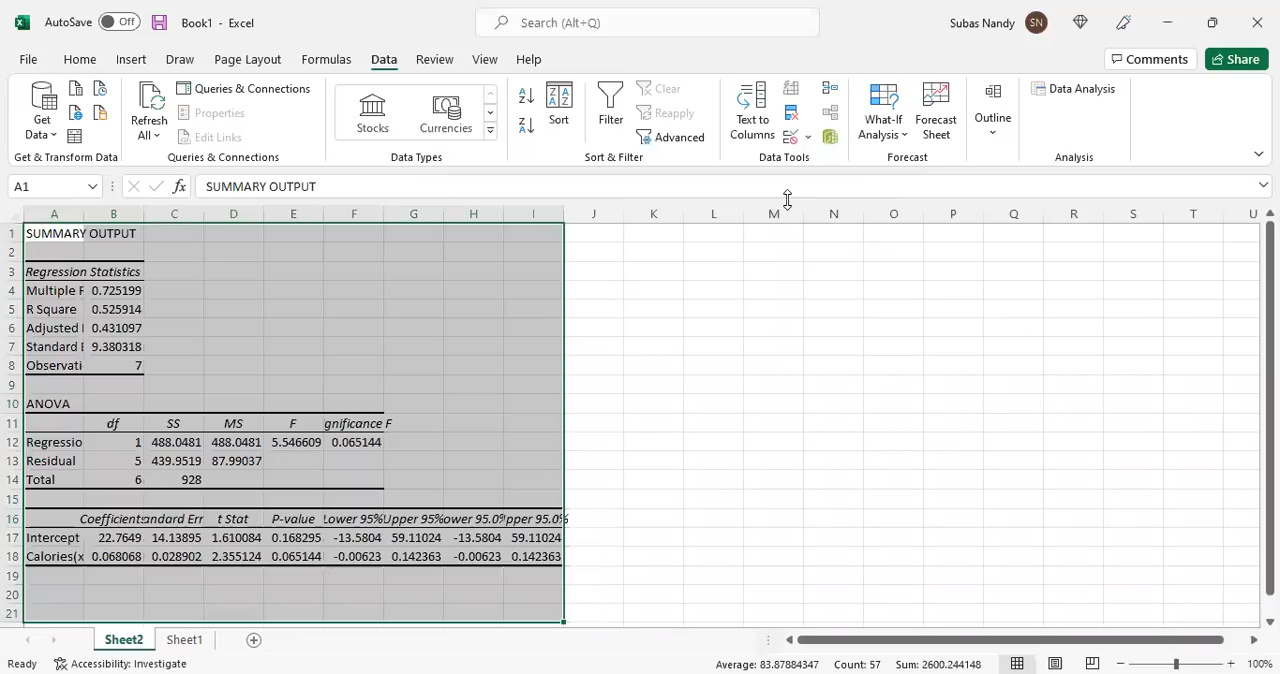 AutoSave Off Book1 - Excel Search (Alt+Q) Subas Nandy SN
File Home Insert Draw Page Layout Formulas Data Review View Help Comments Share
Get Data Refresh All Queries & Connections Properties Edit Links Stocks Currencies Sort Filter Clear Reapply Advanced Text to Columns What-If Analysis Forecast Sheet Outline Data Analysis
Get & Transform Data Queries & Connections Data Types Sort & Filter Data Tools Forecast Analysis
A1 fx SUMMARY OUTPUT
A B C D E F G H I J K L M N O P Q R S T U
1 SUMMARY OUTPUT
2
3 Regression Statistics
4 Multiple R 0.725199
5 R Square 0.525914
6 Adjusted 0.431097
7 Standard E 9.380318
8 Observati 7
9
10 ANOVA
11 df SS MS F gnificance F
12 Regressio 1 488.0481 488.0481 5.546609 0.065144
13 Residual 5 439.9519 87.99037
14 Total 6 928
15
16 Coefficients andard Err t Stat P-value Lower 95% Upper 95% ower 95.0% pper 95.0%
17 Intercept 22.7649 14.13895 1.610084 0.168295 -13.5804 59.11024 -13.5804 59.11024
18 Calories(x 0.068068 0.028902 2.355124 0.065144 -0.00623 0.142363 -0.00623 0.142363
19
20
21
Sheet2 Sheet1
Ready Accessibility: Investigate Average: 83.87884347 Count: 57 Sum: 2600.244148 100%